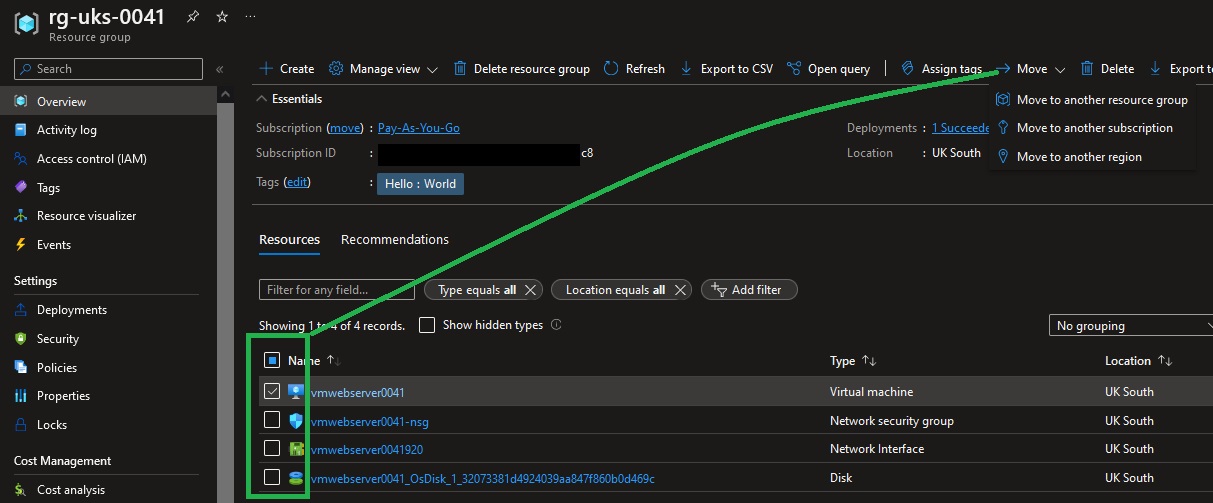 rg-uks-0041
Resource group
Search
Overview
Activity log
Access control (IAM)
Tags
Resource visualizer
Events
Settings
Deployments
Security
Policies
Properties
Locks
Cost Management
Cost analysis
Create Manage view Delete resource group Refresh Export to CSV Open query Assign tags Move Delete Export to
Move to another resource group
Move to another subscription
Move to another region
Essentials
Subscription (move) : Pay-As-You-Go
Deployments : 1 Succeede
Subscription ID : c8
Location : UK South
Tags (edit) : Hello : World
Resources Recommendations
Filter for any field... Type equals all Location equals all Add filter
Showing 1 to 4 of 4 records. Show hidden types
No grouping
Name Type Location
vmwebserver0041 Virtual machine UK South
vmwebserver0041-nsg Network security group UK South
vmwebserver0041920 Network Interface UK South
vmwebserver0041_OsDisk_1_32073381d4924039aa847f860b0d469c Disk UK South